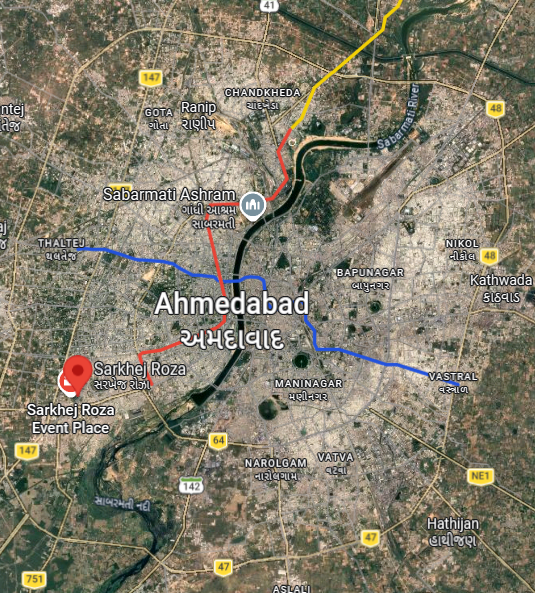 41
147
CHANDKHEDA
ચાંદખેડા
GOTA
ગોતા
Ranip
રાણીપ
48
Sabarmati River
Sabarmati Ashram
ગાંધી આશ્રમ
સાબરમતી
THALTEJ
થલતેજ
NIKOL
નીકોલ
48
BAPUNAGAR
બાપુનગર
Kathwada
કઠવાડા
Ahmedabad
અમદાવાદ
Sarkhej Roza
સરખેજ રોઝા
Sarkhej Roza
Event Place
MANINAGAR
મણીનગર
VASTRAL
વસ્ત્રાલ
64
147
NAROLGAM
નારોલગામ
VATVA
વટવા
142
NE1
સાબરમતી નદી
Hathijan
હાથીજણ
47
47
751
ASLALI